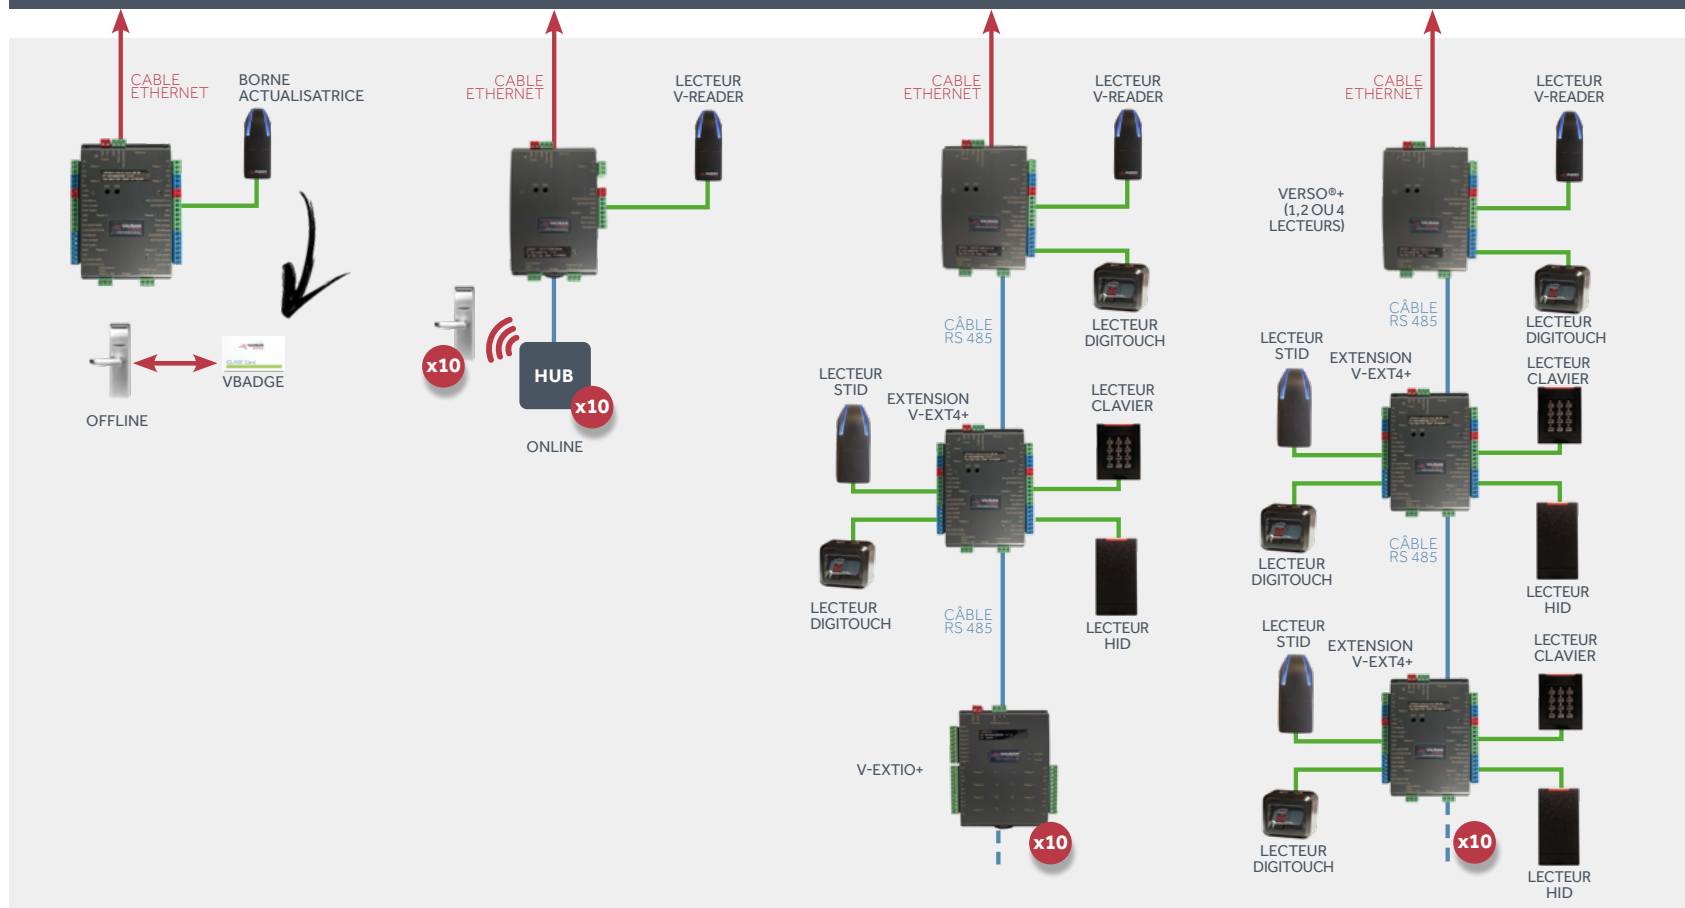 CABLE
ETHERNET
BORNE
ACTUALISATRICE
OFFLINE
VBADGE
CABLE
ETHERNET
LECTEUR
V-READER
x10
HUB
x10
ONLINE
CABLE
ETHERNET
LECTEUR
V-READER
LECTEUR
DIGITOUCH
CÂBLE
RS 485
LECTEUR
STID
EXTENSION
V-EXT4+
LECTEUR
CLAVIER
LECTEUR
DIGITOUCH
LECTEUR
HID
CÂBLE
RS 485
V-EXTIO+
x10
CABLE
ETHERNET
LECTEUR
V-READER
VERSO®+
(1,2 OU 4
LECTEURS)
LECTEUR
DIGITOUCH
CÂBLE
RS 485
LECTEUR
STID
EXTENSION
V-EXT4+
LECTEUR
CLAVIER
LECTEUR
DIGITOUCH
LECTEUR
HID
CÂBLE
RS 485
LECTEUR
STID
EXTENSION
V-EXT4+
LECTEUR
CLAVIER
LECTEUR
DIGITOUCH
LECTEUR
HID
x10